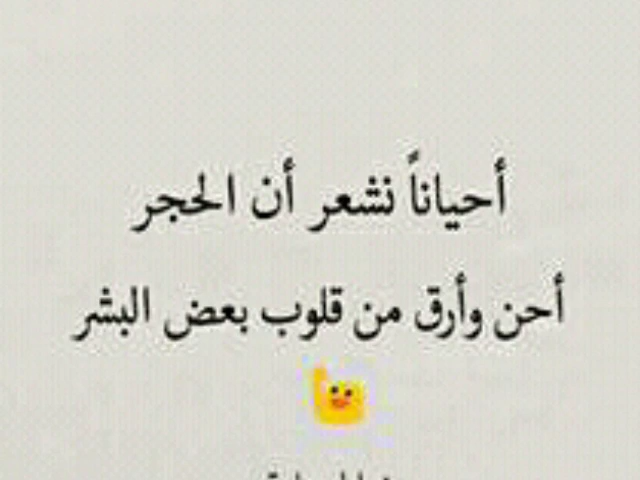 أحياناً نشعر أن الحجر
أحن وأرق من قلوب بعض البشر